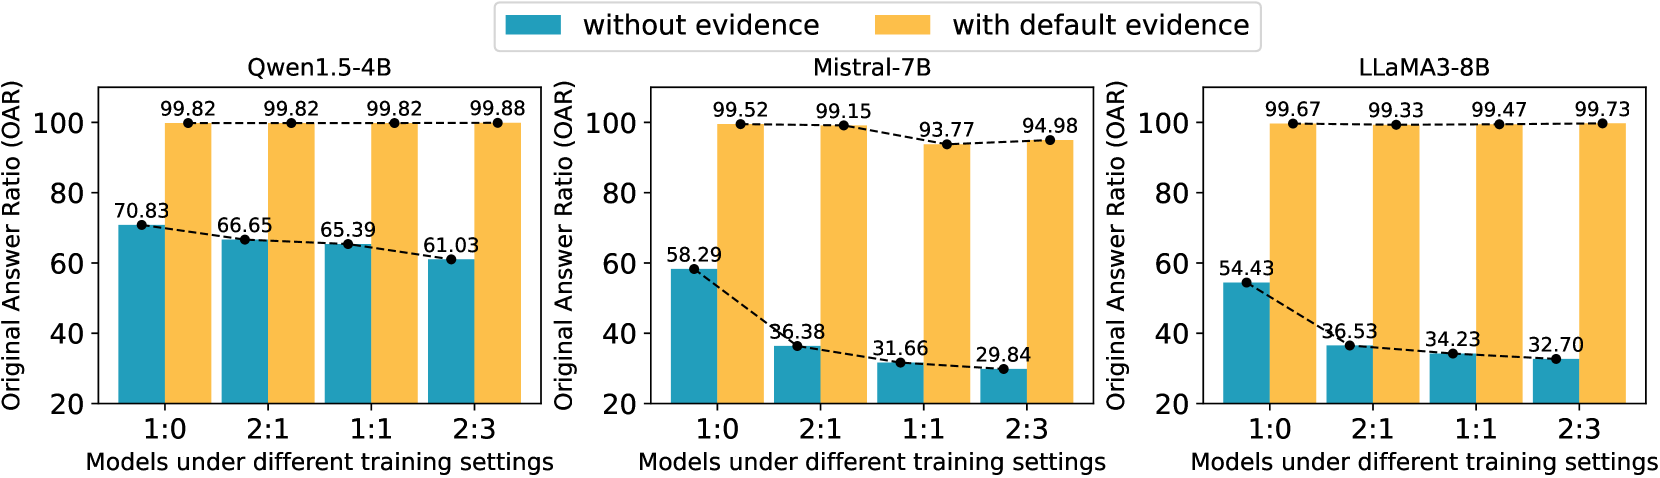 without evidence with default evidence
Qwen1.5-4B
Original Answer Ratio (OAR)
100
80
60
40
20
99.82 99.82 99.82 99.88
70.83 66.65 65.39 61.03
1:0 2:1 1:1 2:3
Models under different training settings
Mistral-7B
Original Answer Ratio (OAR)
100
80
60
40
20
99.52 99.15 93.77 94.98
58.29 36.38 31.66 29.84
1:0 2:1 1:1 2:3
Models under different training settings
LLaMA3-8B
Original Answer Ratio (OAR)
100
80
60
40
20
99.67 99.33 99.47 99.73
54.43 36.53 34.23 32.70
1:0 2:1 1:1 2:3
Models under different training settings